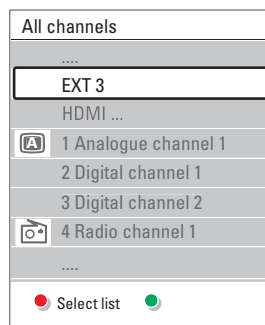 All channels
....
EXT 3
HDMI ...
A 1 Analogue channel 1
2 Digital channel 1
3 Digital channel 2
4 Radio channel 1
....
Select list